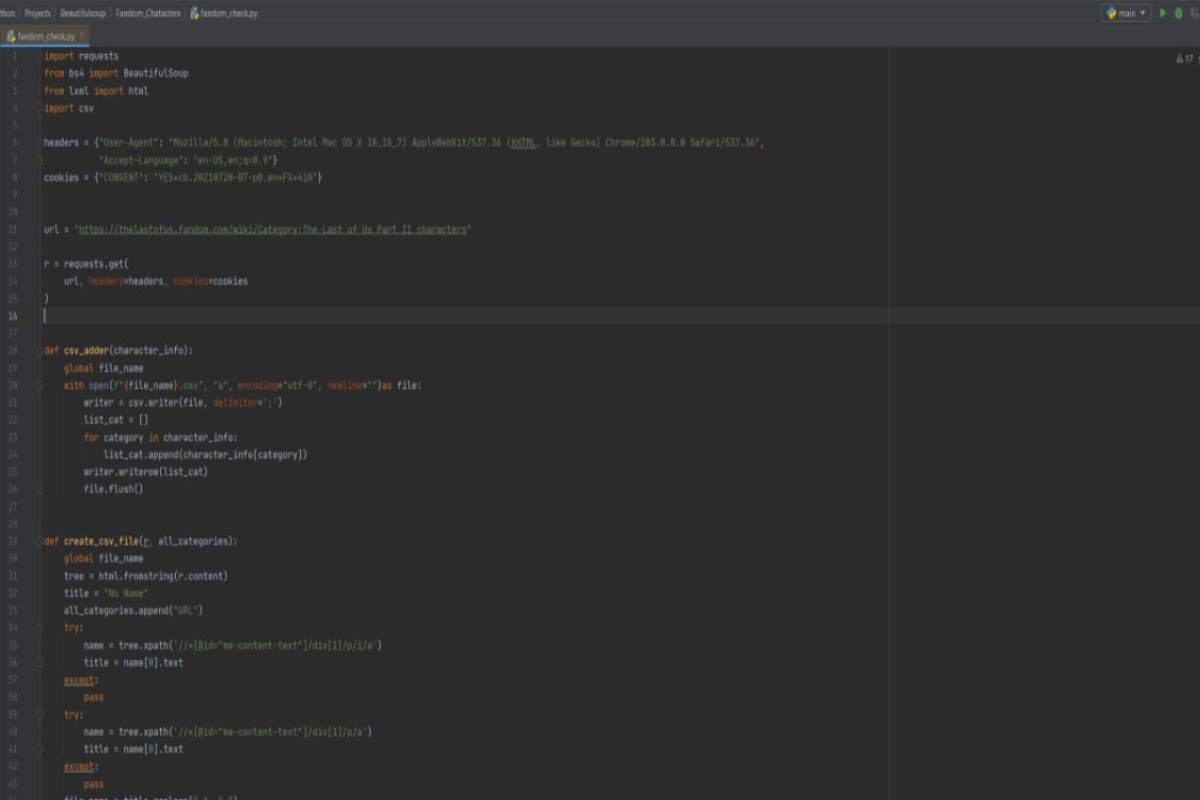 thon Projects Beautifulsoup Fandom_Chatacters fandom_check.py main
fandom_check.py
17
1 import requests
2 from bs4 import BeautifulSoup
3 from lxml import html
4 import csv
5
6 headers = {"User-Agent": "Mozilla/5.0 (Macintosh; Intel Mac OS X 10_15_7) AppleWebKit/537.36 (KHTML, like Gecko) Chrome/103.0.0.0 Safari/537.36",
7 "Accept-Language": "en-US,en;q=0.9"}
8 cookies = {"CONSENT": "YES+cb.20210720-07-p0.en+FX+410"}
9
10
11 url = "https://thelastofus.fandom.com/wiki/Category:The_Last_of_Us_Part_II_characters"
12
13 r = requests.get(
14 url, headers=headers, cookies=cookies
15 )
16
17
18 def csv_adder(character_info):
19 global file_name
20 with open(f"{file_name}.csv", "a", encoding="utf-8", newline="")as file:
21 writer = csv.writer(file, delimiter=';')
22 list_cat = []
23 for category in character_info:
24 list_cat.append(character_info[category])
25 writer.writerow(list_cat)
26 file.flush()
27
28
29 def create_csv_file(r, all_categories):
30 global file_name
31 tree = html.fromstring(r.content)
32 title = "No Name"
33 all_categories.append("URL")
34 try:
35 name = tree.xpath('//*[@id="mw-content-text"]/div[1]/p/i/a')
36 title = name[0].text
37 except:
38 pass
39 try:
40 name = tree.xpath('//*[@id="mw-content-text"]/div[1]/p/a')
41 title = name[0].text
42 except:
43 pass